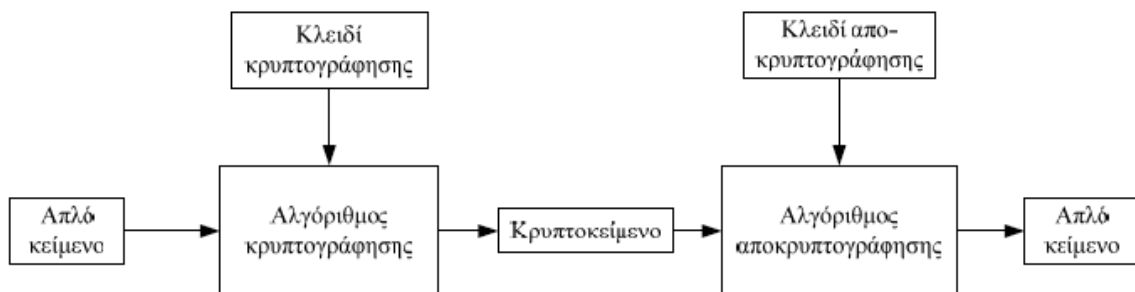 Κλειδί
κρυπτογράφησης
Κλειδί απο-
κρυπτογράφησης
Απλό
κείμενο
Αλγόριθμος
κρυπτογράφησης
Κρυπτοκείμενο
Αλγόριθμος
αποκρυπτογράφησης
Απλό
κείμενο